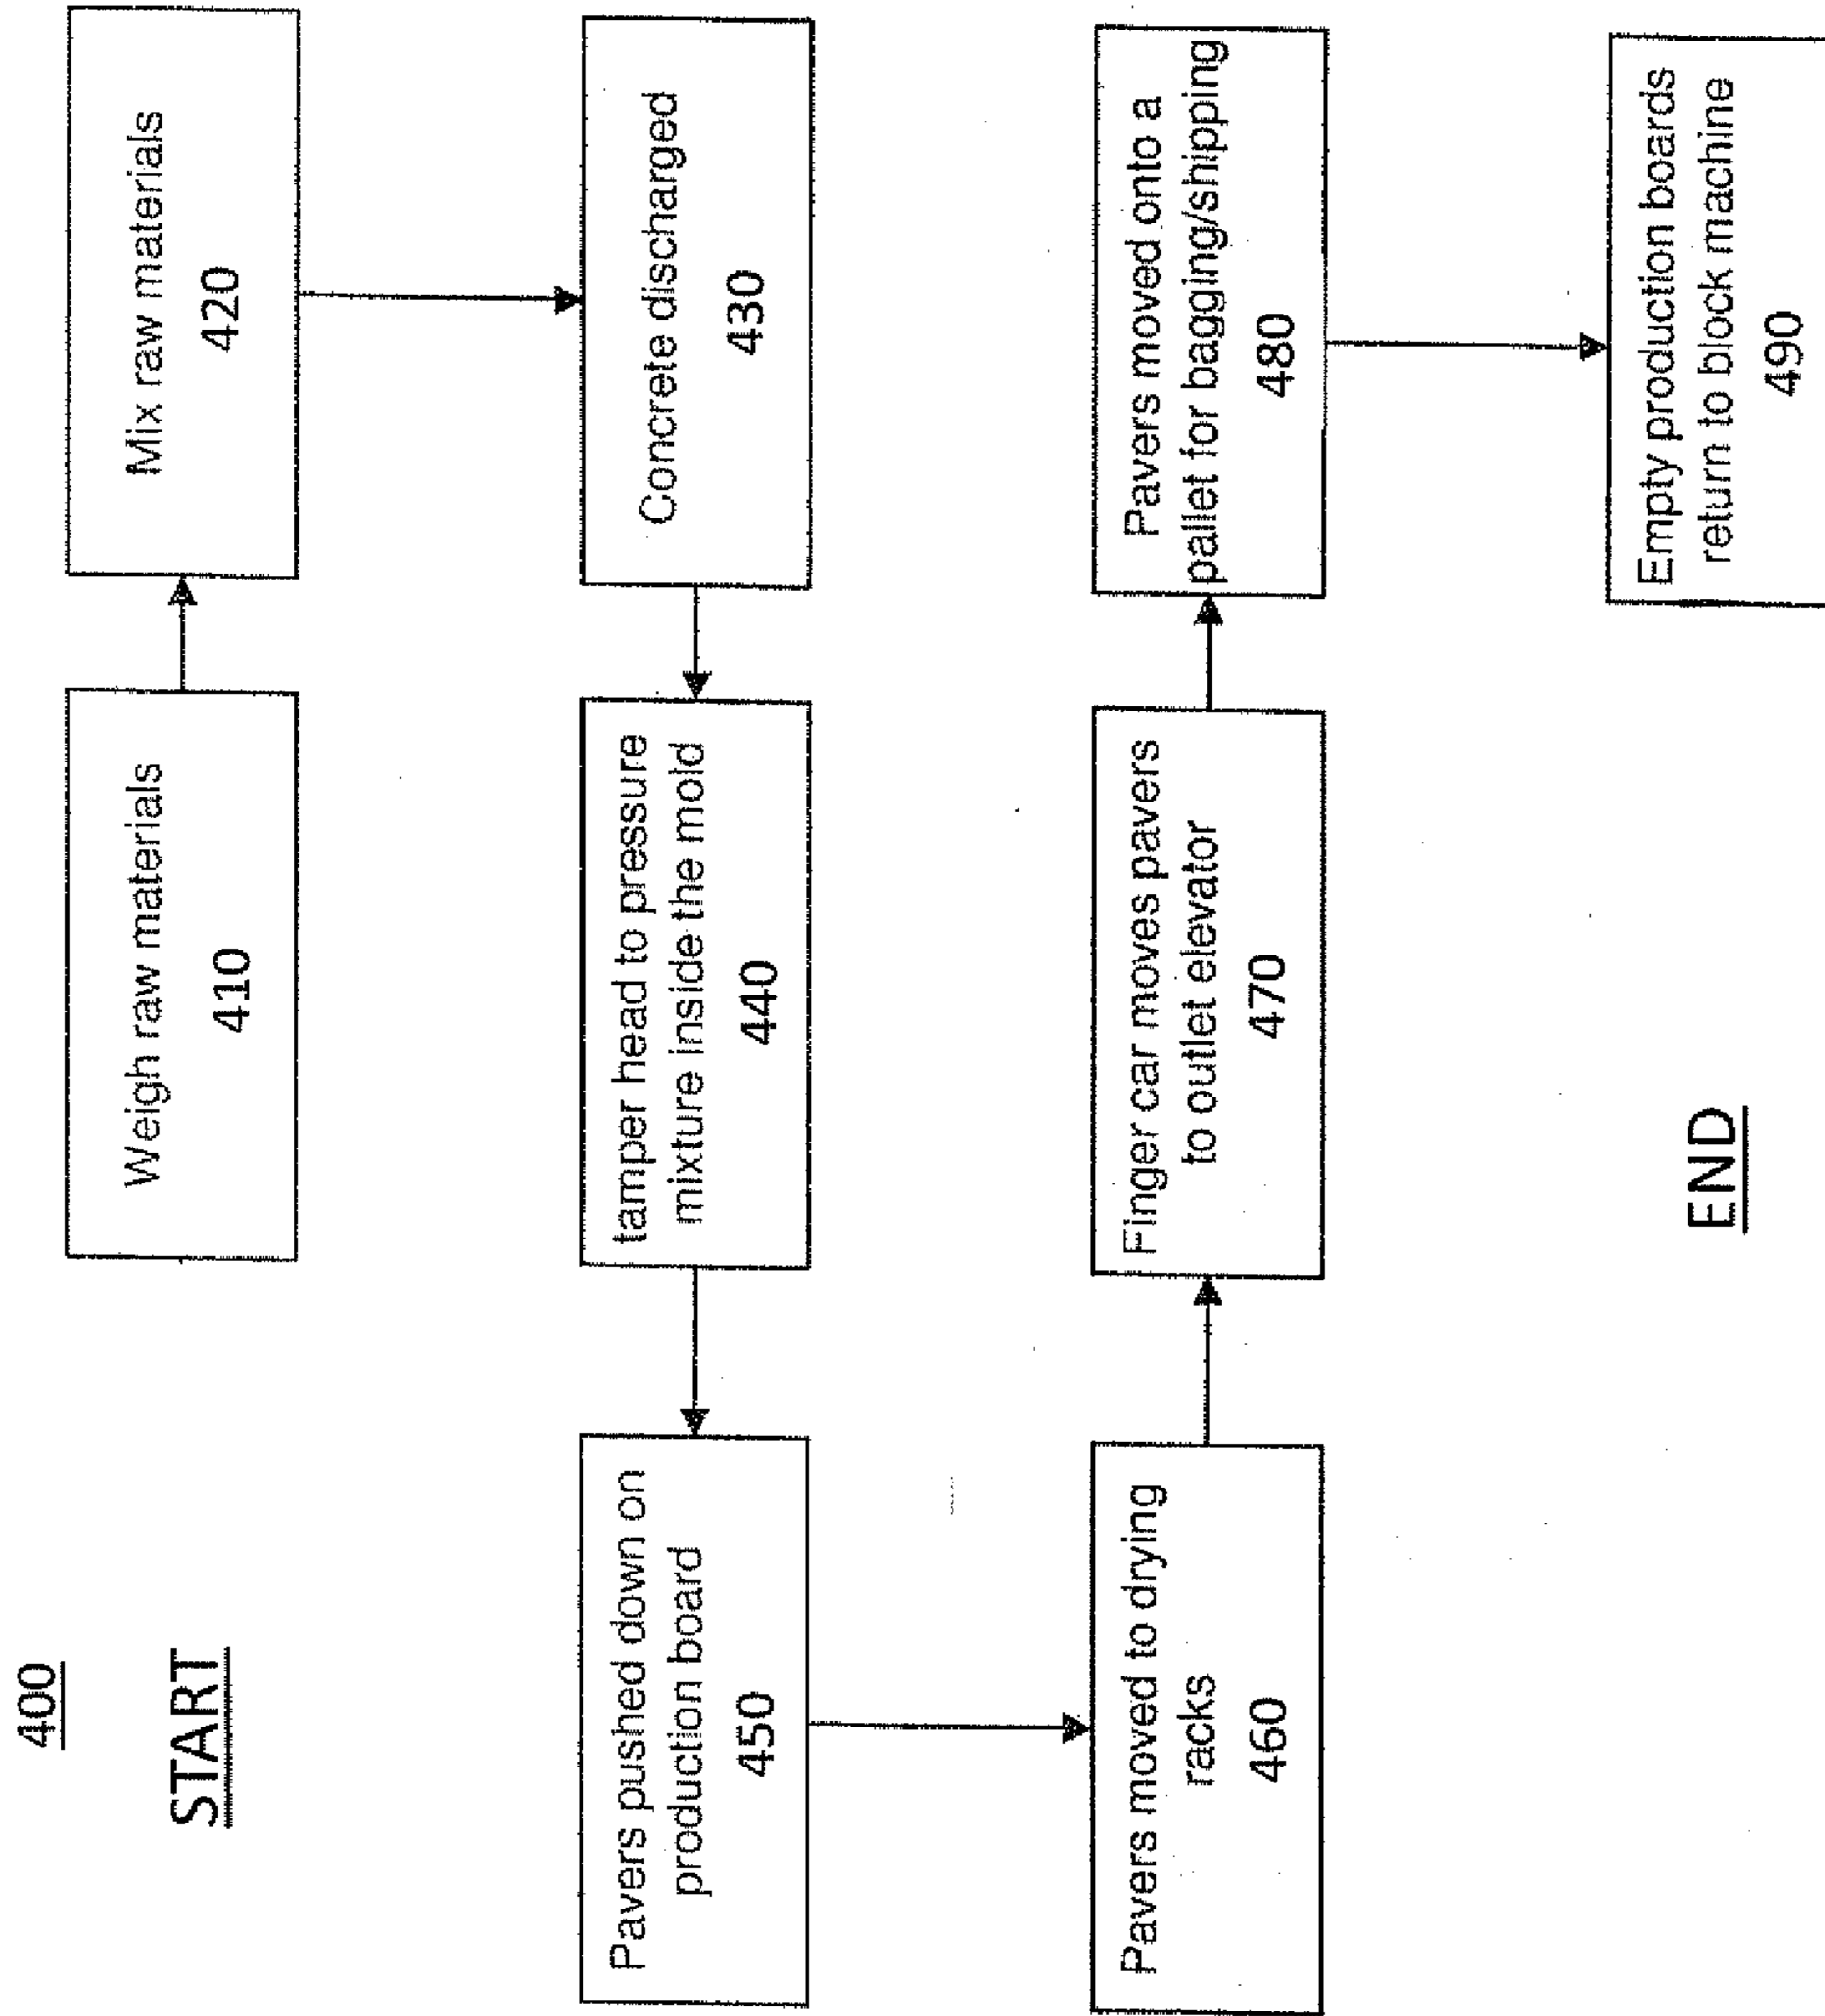 400
START
Weigh raw materials
410
Mix raw materials
420
Concrete discharged
430
tamper head to pressure
mixture inside the mold
440
Pavers pushed down on
production board
450
Pavers moved to drying
racks
460
Finger car moves pavers
to outlet elevator
470
Pavers moved onto a
pallet for bagging/shipping
480
Empty production boards
return to block machine
490
END